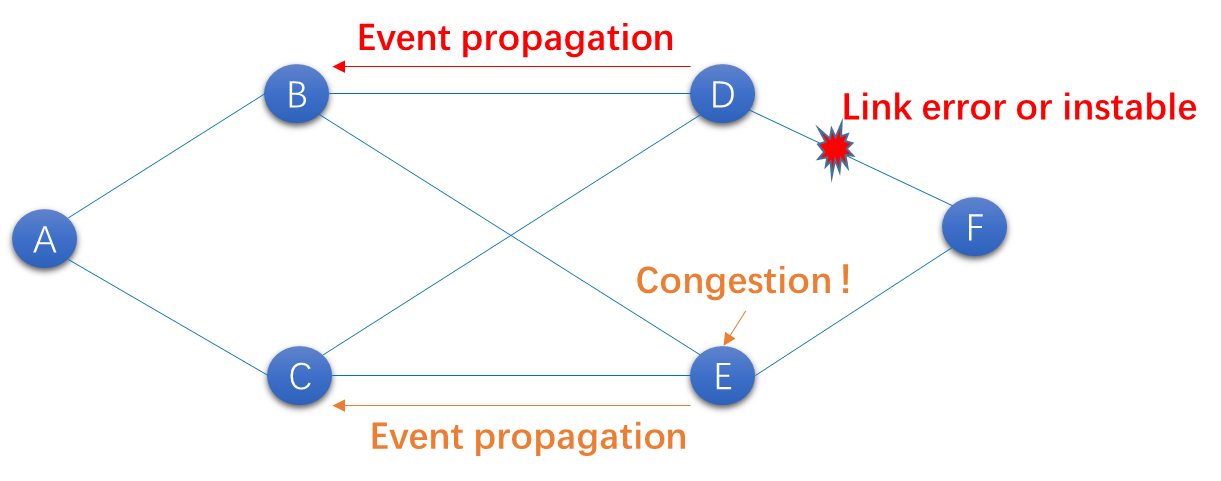 Event propagation
B
D
Link error or instable
A
F
Congestion !
C
E
Event propagation